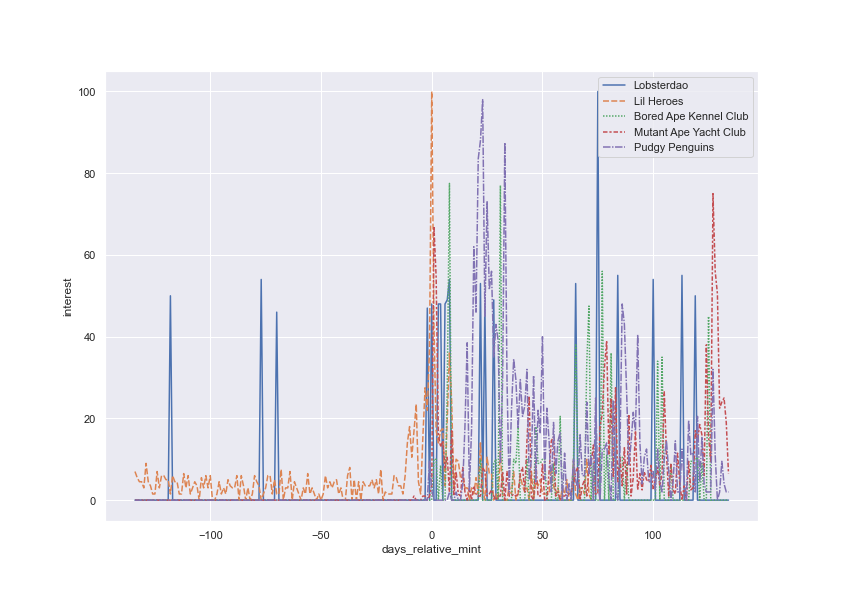 Lobsterdao
Lil Heroes
Bored Ape Kennel Club
Mutant Ape Yacht Club
Pudgy Penguins
100
80
60
40
20
0
interest
−100
−50
0
50
100
days_relative_mint